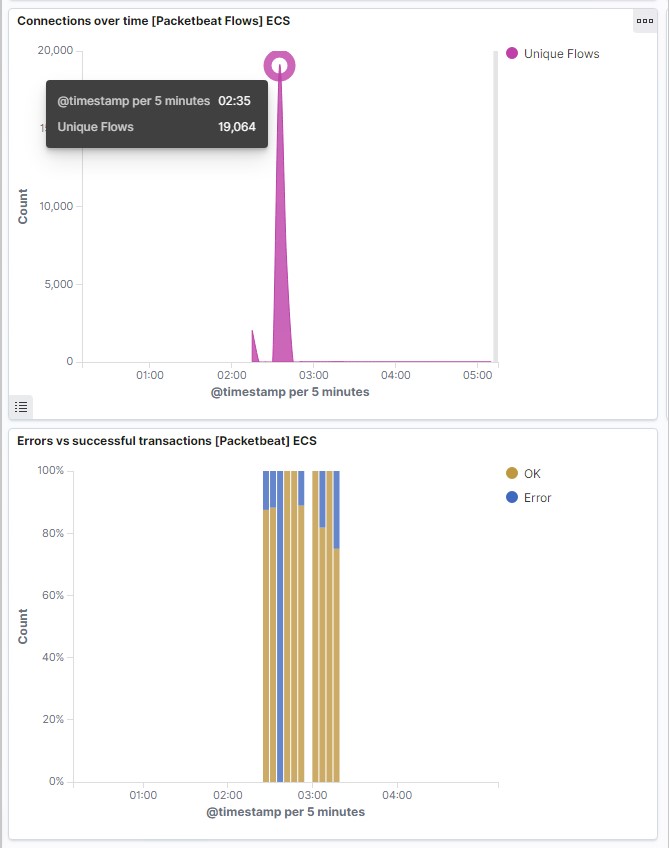 Connections over time [Packetbeat Flows] ECS
20,000
Unique Flows
@timestamp per 5 minutes 02:35
Unique Flows 19,064
10,000
5,000
0
Count
01:00 02:00 03:00 04:00 05:00
@timestamp per 5 minutes
Errors vs successful transactions [Packetbeat] ECS
100%
OK
Error
80%
60%
40%
20%
0%
Count
01:00 02:00 03:00 04:00
@timestamp per 5 minutes